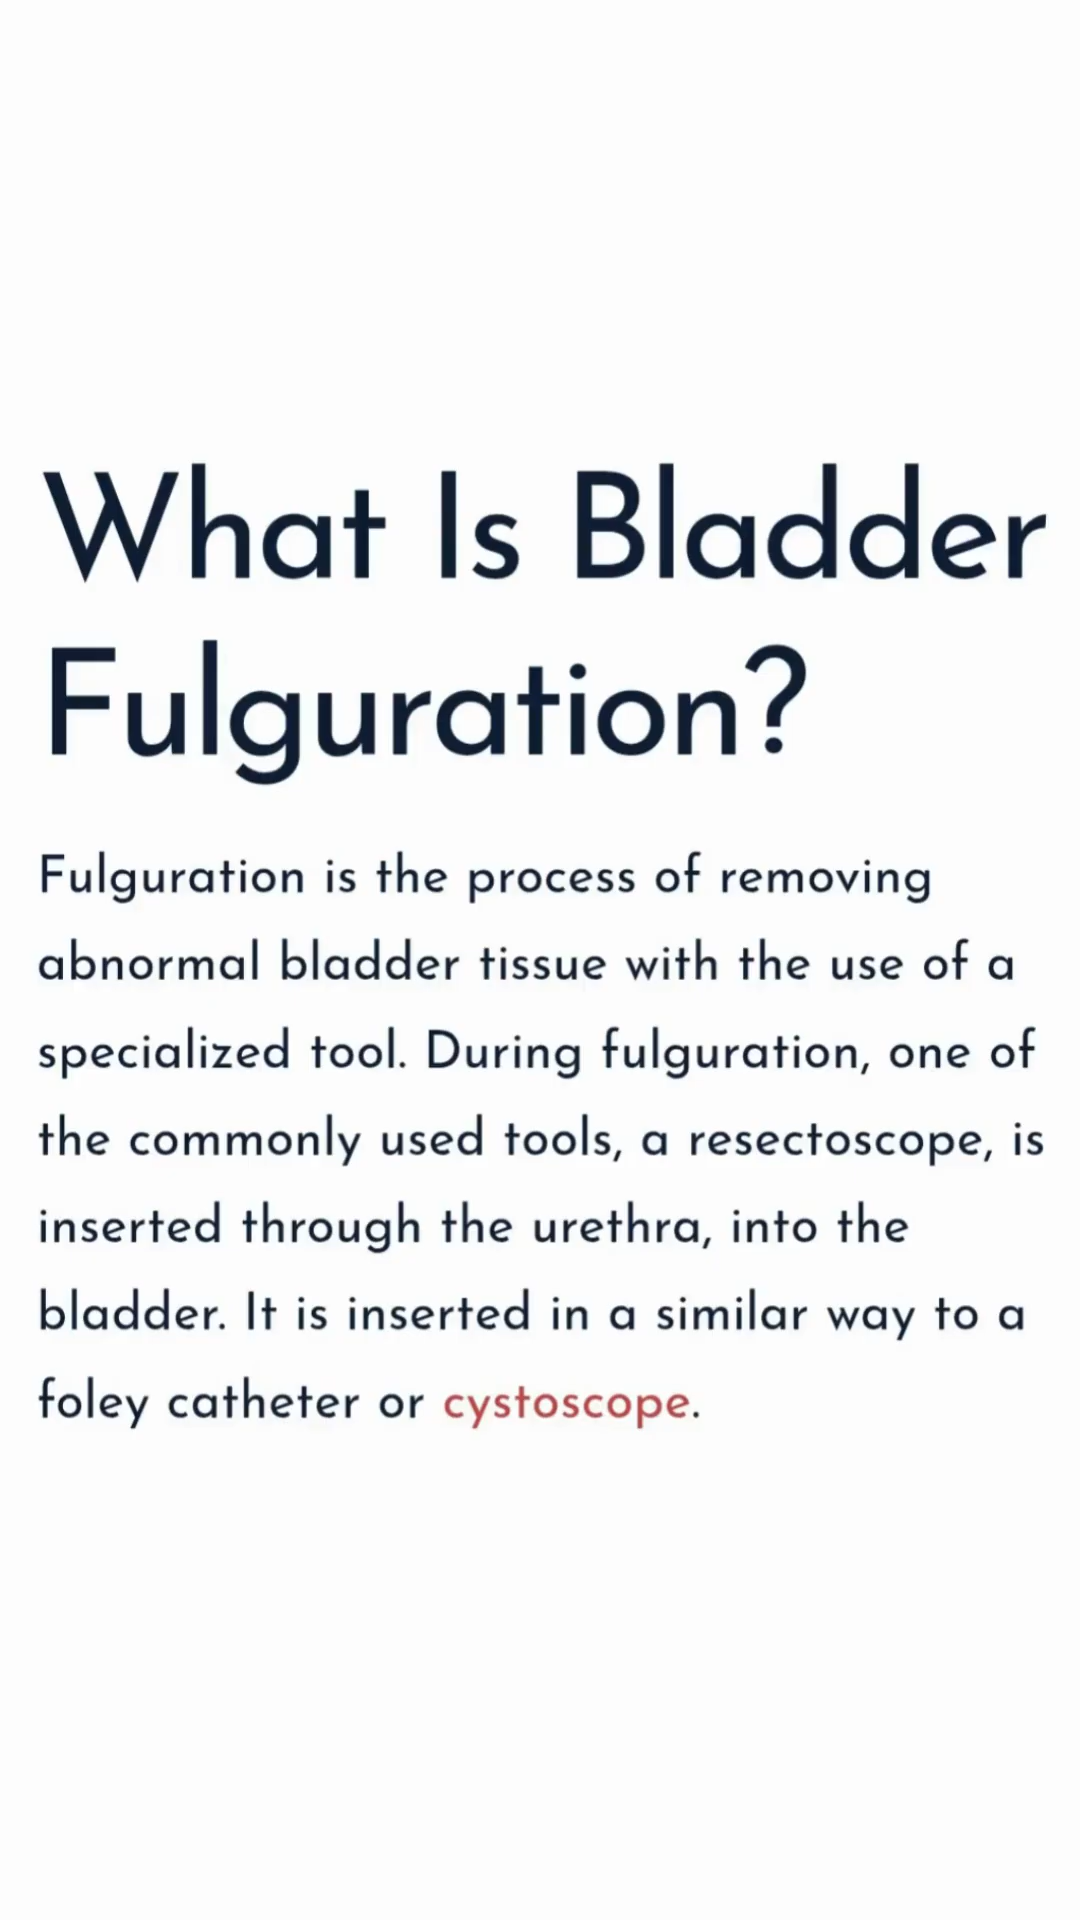 What Is Bladder
Fulguration?
Fulguration is the process of removing
abnormal bladder tissue with the use of a
specialized tool. During fulguration, one of
the commonly used tools, a resectoscope, is
inserted through the urethra, into the
bladder. It is inserted in a similar way to a
foley catheter or cystoscope.